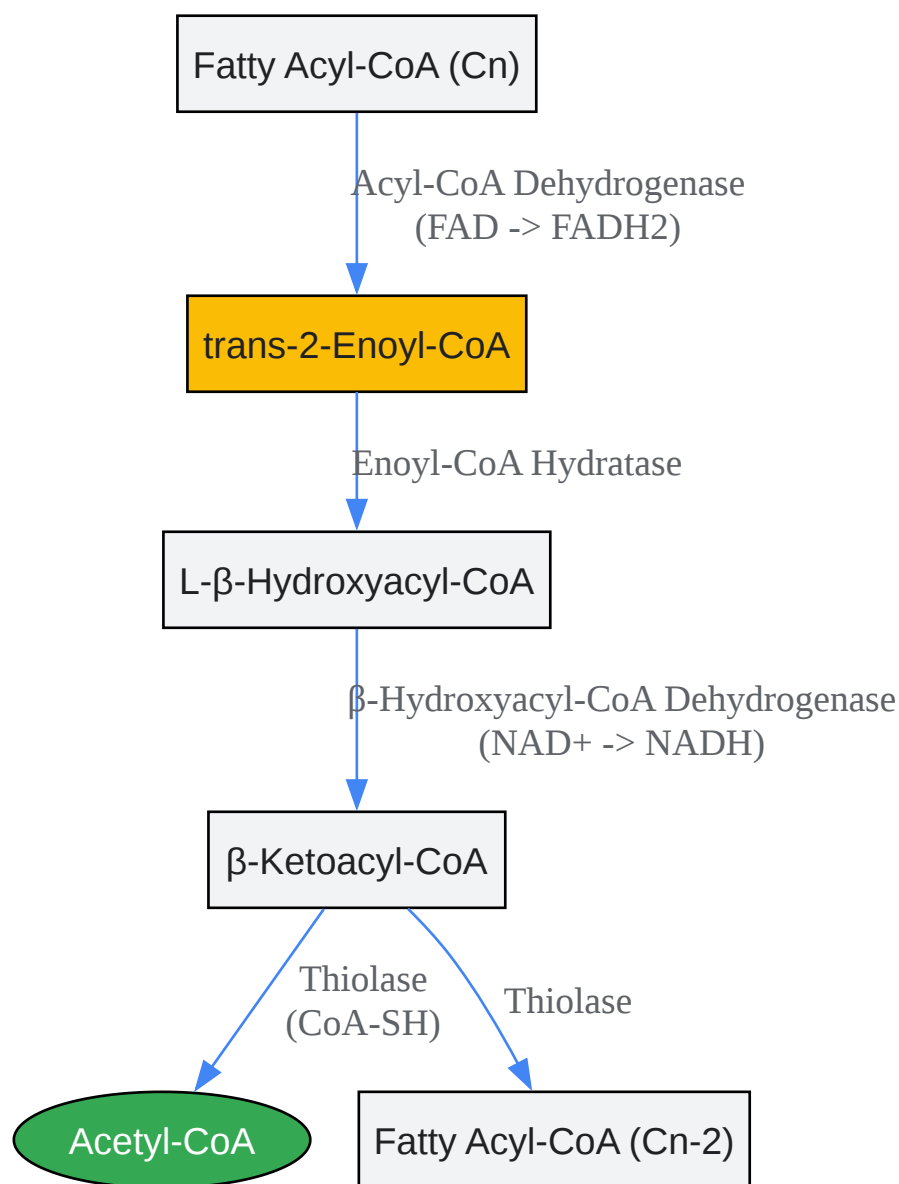 Fatty Acyl-CoA (Cn)
Acyl-CoA Dehydrogenase
(FAD -> FADH2)
trans-2-Enoyl-CoA
Enoyl-CoA Hydratase
L-β-Hydroxyacyl-CoA
β-Hydroxyacyl-CoA Dehydrogenase
(NAD+ -> NADH)
β-Ketoacyl-CoA
Thiolase
(CoA-SH)
Thiolase
Acetyl-CoA
Fatty Acyl-CoA (Cn-2)